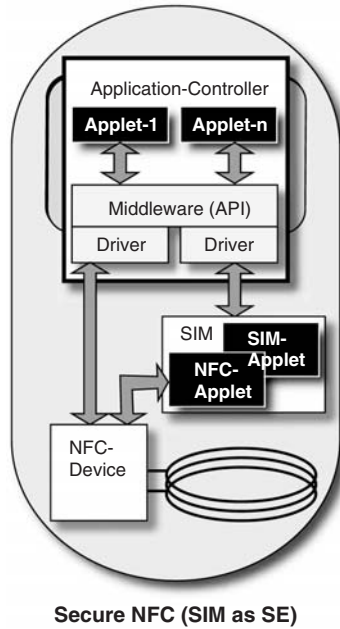 Application-Controller
Applet-1 Applet-n
Middleware (API)
Driver Driver
SIM
SIM-
Applet
NFC-
Applet
NFC-
Device
Secure NFC (SIM as SE)